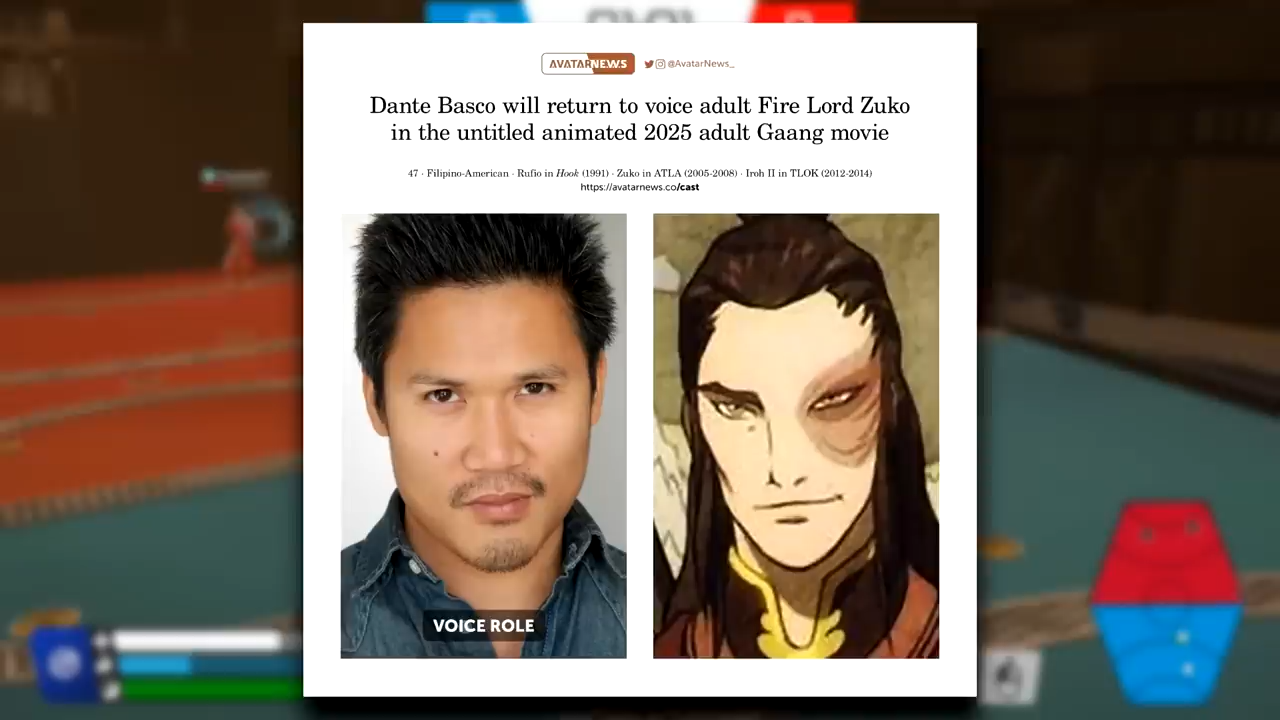 AVATARNEWS @AvatarNews_
Dante Basco will return to voice adult Fire Lord Zuko
in the untitled animated 2025 adult Gaang movie
47 · Filipino-American · Rufio in Hook (1991) · Zuko in ATLA (2005-2008) · Iroh II in TLOK (2012-2014)
https://avatarnews.co/cast
VOICE ROLE